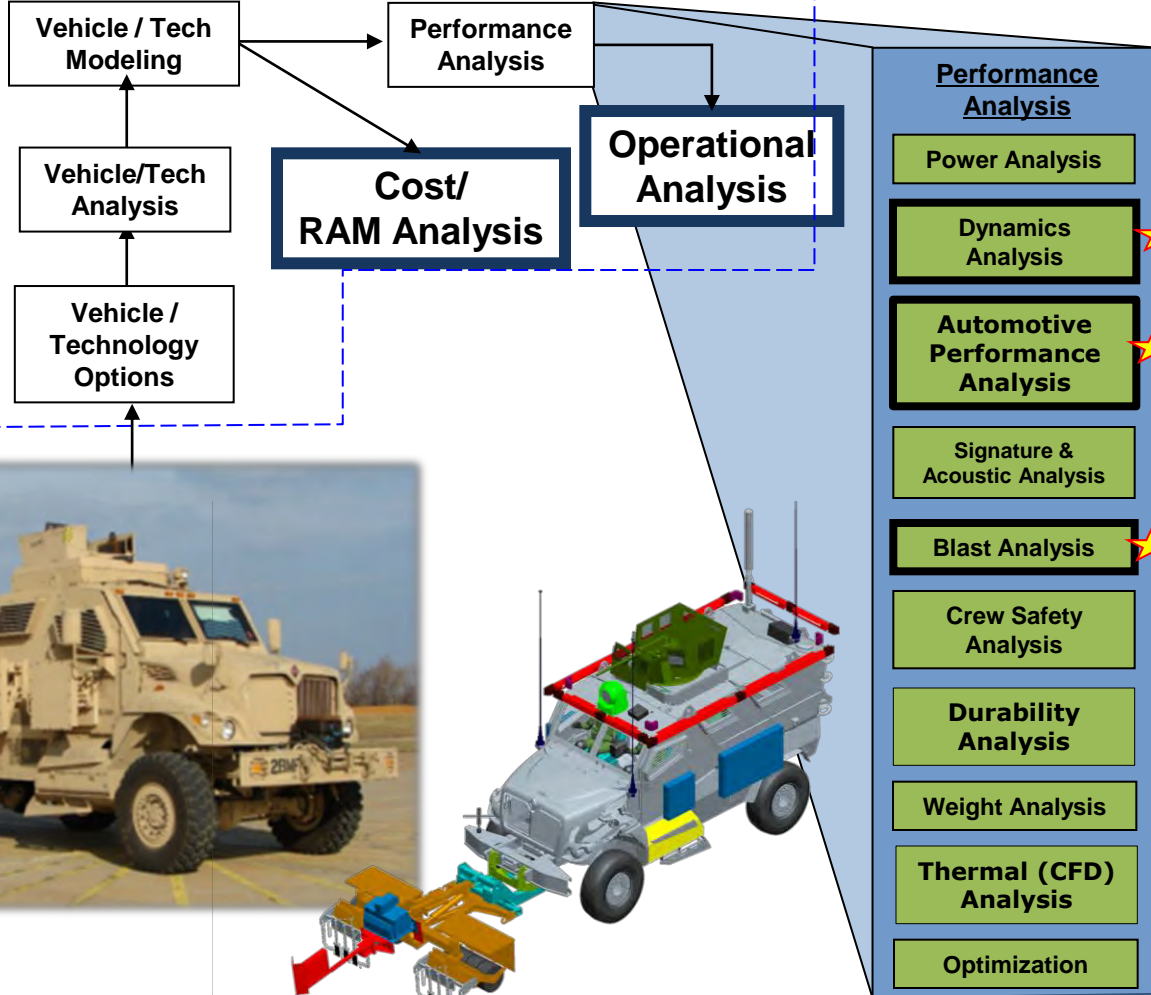 Vehicle / Tech
Modeling
Performance
Analysis
Vehicle/Tech
Analysis
Cost/
RAM Analysis
Operational
Analysis
Vehicle /
Technology
Options
Performance
Analysis
Power Analysis
Dynamics
Analysis
Automotive
Performance
Analysis
Signature &
Acoustic Analysis
Blast Analysis
Crew Safety
Analysis
Durability
Analysis
Weight Analysis
Thermal (CFD)
Analysis
Optimization